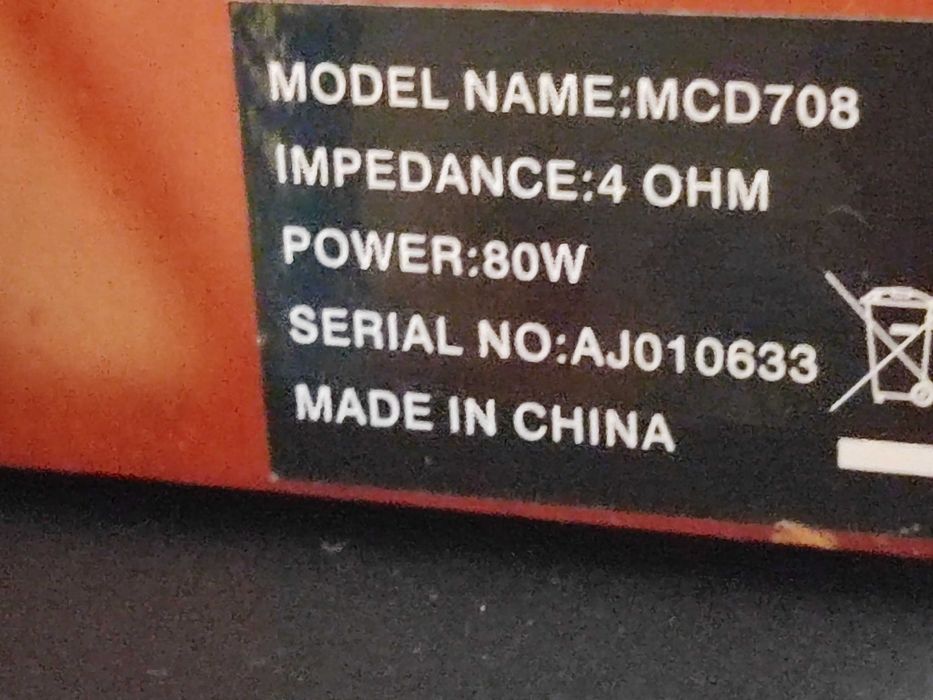 MODEL NAME:MCD708
IMPEDANCE:4 OHM
POWER:80W
SERIAL NO:AJ010633
MADE IN CHINA